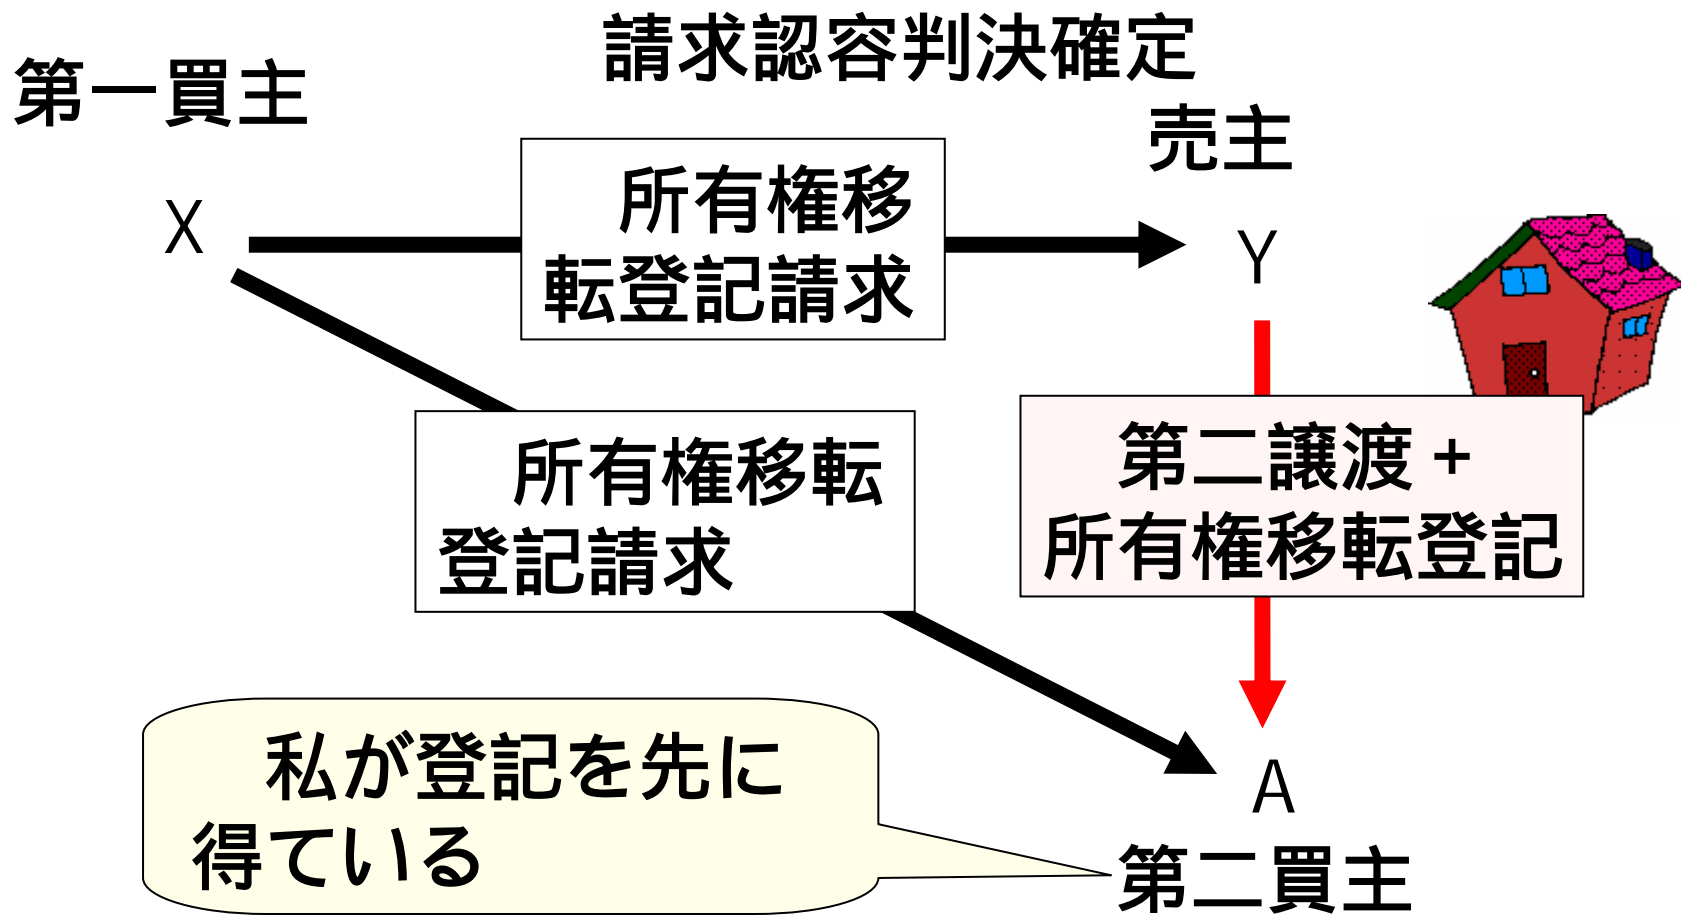 請求認容判決確定
第一買主
売主
X
所有権移
転登記請求
Y
所有権移転
登記請求
第二譲渡+
所有権移転登記
私が登記を先に
得ている
A
第二買主